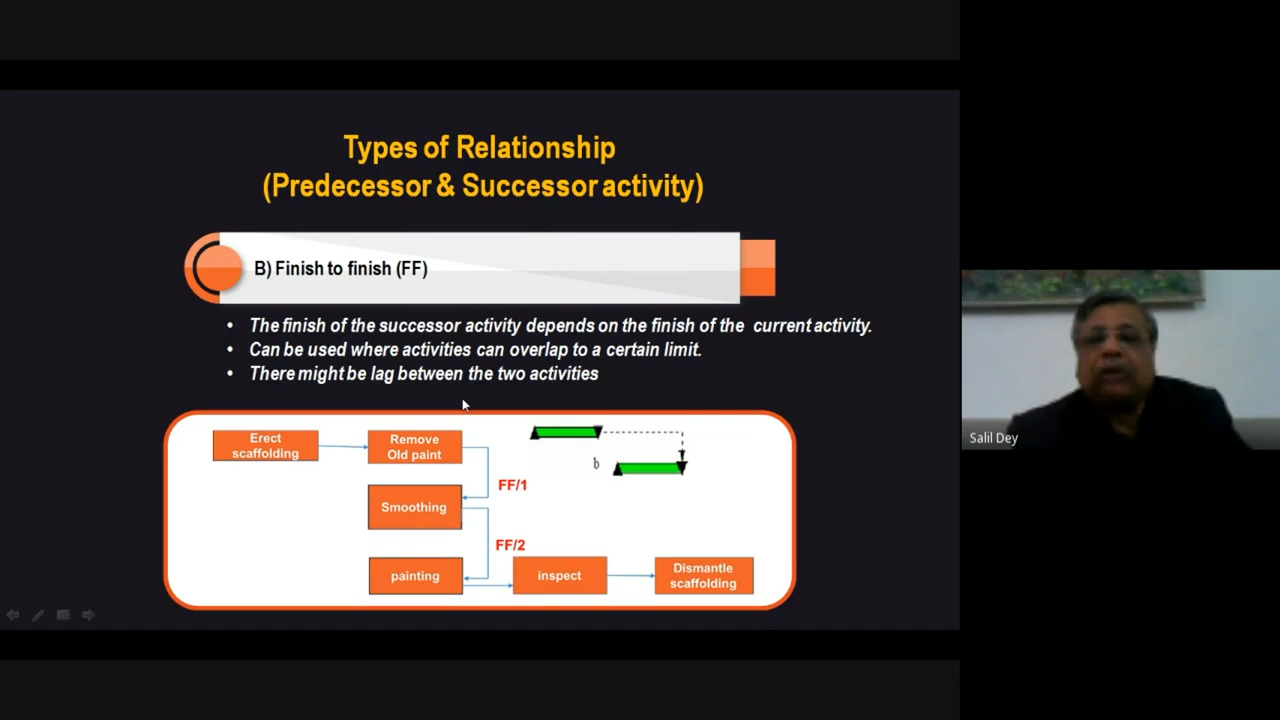 Types of Relationship
(Predecessor & Successor activity)
B) Finish to finish (FF)
• The finish of the successor activity depends on the finish of the current activity.
• Can be used where activities can overlap to a certain limit.
• There might be lag between the two activities
Erect
scaffolding
Remove
Old paint
b
FF/1
Smoothing
FF/2
painting
inspect
Dismantle
scaffolding
Salil Dey